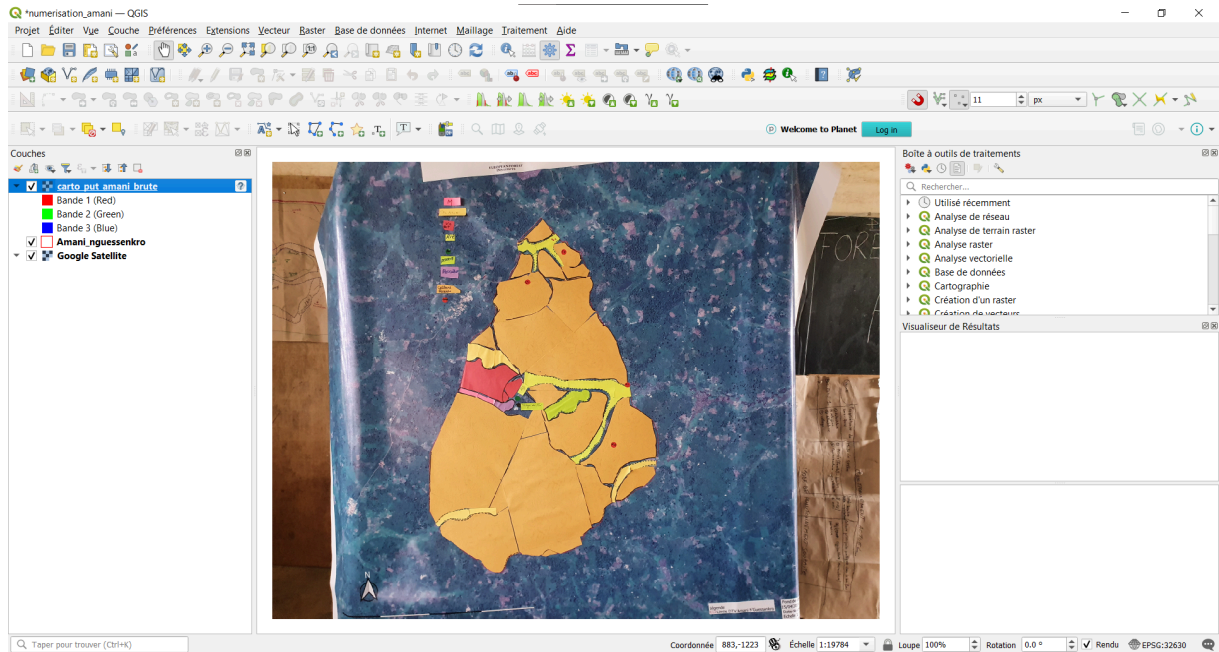 *numerisation_amani — QGIS
Projet Éditer Vue Couche Préférences Extensions Vecteur Raster Base de données Internet Maillage Traitement Aide
11 px
Welcome to Planet Log in
Couches
carto_put_amani_brute
?
Bande 1 (Red)
Bande 2 (Green)
Bande 3 (Blue)
Amani_nguessenkro
Google Satellite
Boîte à outils de traitements
Rechercher...
Utilisé récemment
Analyse de réseau
Analyse de terrain raster
Analyse raster
Analyse vectorielle
Base de données
Cartographie
Création d'un raster
Création de vecteurs
Visualiseur de Résultats
FORE
N
Taper pour trouver (Ctrl+K)
Coordonnée 883,-1223 Échelle 1:19784 Loupe 100% Rotation 0.0 ° Rendu EPSG:32630